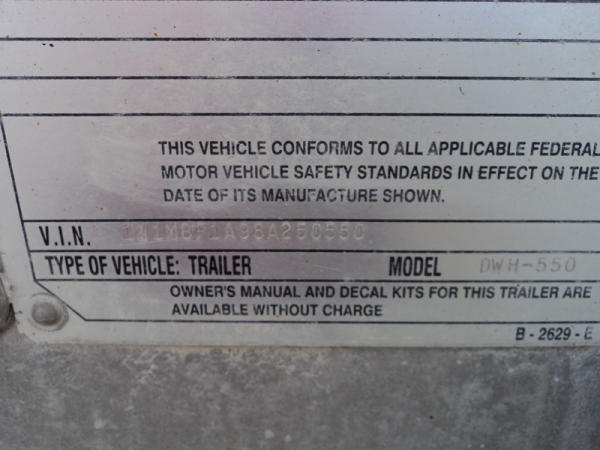 THIS VEHICLE CONFORMS TO ALL APPLICABLE FEDERAL
MOTOR VEHICLE SAFETY STANDARDS IN EFFECT ON THE
DATE OF ITS MANUFACTURE SHOWN.
V.I.N.
TYPE OF VEHICLE: TRAILER MODEL DWH-550
OWNER'S MANUAL AND DECAL KITS FOR THIS TRAILER ARE
AVAILABLE WITHOUT CHARGE
B - 2629 - E